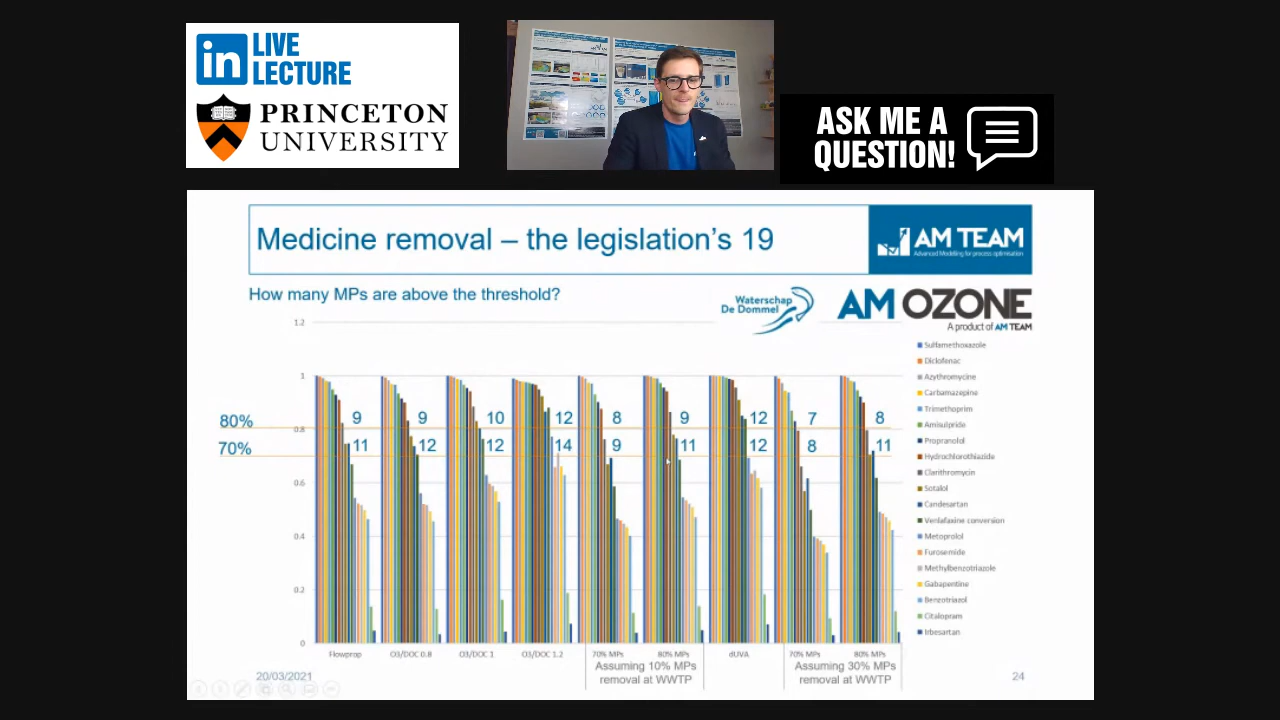 in LIVE
LECTURE
PRINCETON
UNIVERSITY
ASK ME A
QUESTION!
Medicine removal – the legislation's 19
AM TEAM
Advanced Modelling for process optimisation
How many MPs are above the threshold?
Waterschap
De Dommel
AM OZONE
A product of AM TEAM
1.2
1
80%
0.8
70%
0.6
0.4
0.2
0
9 9 10 12 8 9 12 7 8
11 12 12 14 9 11 12 8 11
Sulfamethoxazole
Diclofenac
Azythromycine
Carbamazepine
Trimethoprim
Amisulpride
Propranolol
Hydrochlorothiazide
Clarithromycin
Sotalol
Candesartan
Venlafaxine conversion
Metoprolol
Furosemide
Methylbenzotriazole
Gabapentine
Benzotriazol
Citalopram
Irbesartan
Flowprop O3/DOC 0.8 O3/DOC 1 O3/DOC 1.2 70% MPs 80% MPs dUVA 70% MPs 80% MPs
Assuming 10% MPs
removal at WWTP
Assuming 30% MPs
removal at WWTP
20/03/2021
24